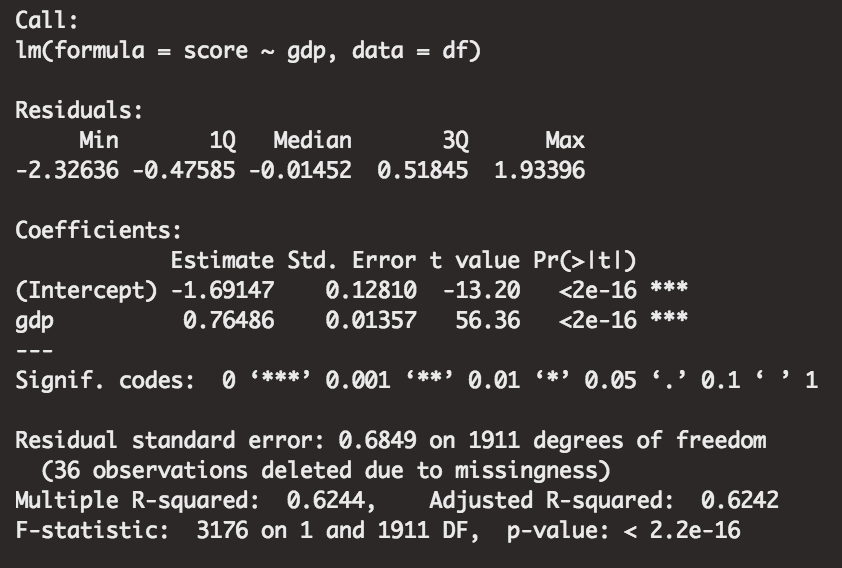 Call:
lm(formula = score ~ gdp, data = df)
Residuals:
     Min       1Q   Median       3Q      Max
-2.32636 -0.47585 -0.01452  0.51845  1.93396
Coefficients:
            Estimate Std. Error t value Pr(>|t|)
(Intercept) -1.69147    0.12810  -13.20   <2e-16 ***
gdp          0.76486    0.01357   56.36   <2e-16 ***
---
Signif. codes:  0 ‘***’ 0.001 ‘**’ 0.01 ‘*’ 0.05 ‘.’ 0.1 ‘ ’ 1
Residual standard error: 0.6849 on 1911 degrees of freedom
  (36 observations deleted due to missingness)
Multiple R-squared:  0.6244,    Adjusted R-squared:  0.6242
F-statistic:  3176 on 1 and 1911 DF,  p-value: < 2.2e-16